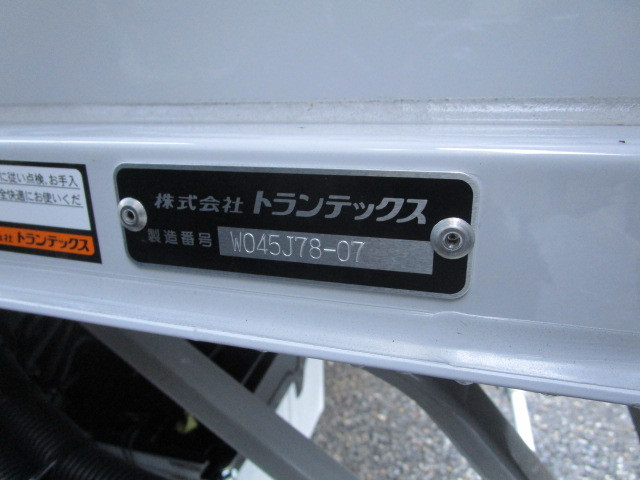 に従い点検、お手入
全快適にお使いくだ
会社 トランテックス
株式会社 トランテックス
製造番号 W045J78-07